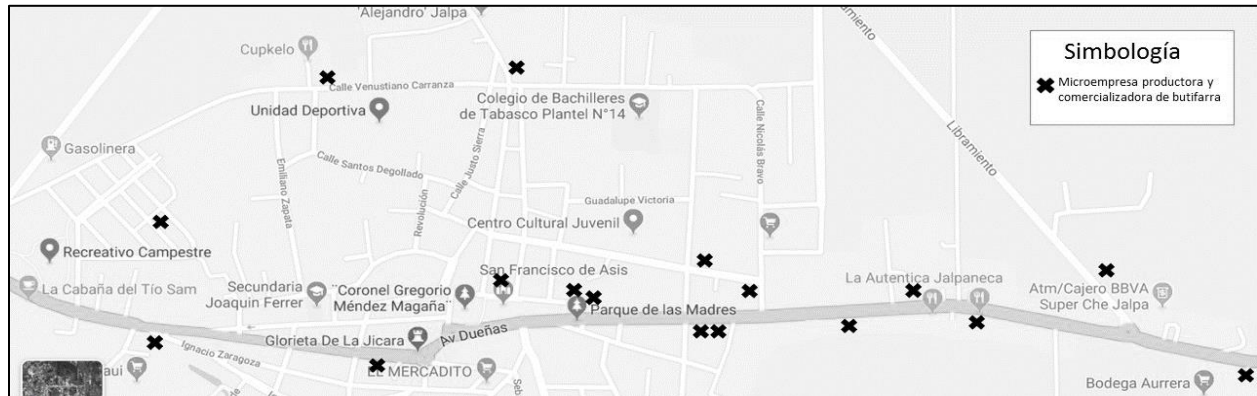 'Alejandro' Jalpa
Cupkelo
Calle Venustiano Carranza
Unidad Deportiva
Colegio de Bachilleres
de Tabasco Plantel N°14
Libramiento
Simbología
Microempresa productora y
comercializadora de butifarra
Gasolinera
Calle Santos Degollado
Emiliano Zapata
Calle Justo Sierra
Revolución
Calle Nicolás Bravo
Libramiento
Guadalupe Victoria
Centro Cultural Juvenil
Recreativo Campestre
La Cabaña del Tío Sam
Secundaria
Joaquin Ferrer
¨Coronel Gregorio
Méndez Magaña¨
San Francisco de Asis
Parque de las Madres
La Autentica Jalpaneca
Atm/Cajero BBVA
Super Che Jalpa
Glorieta De La Jicara
Av. Dueñas
Ignacio Zaragoza
aui
EL MERCADITO
Seb
Bodega Aurrera